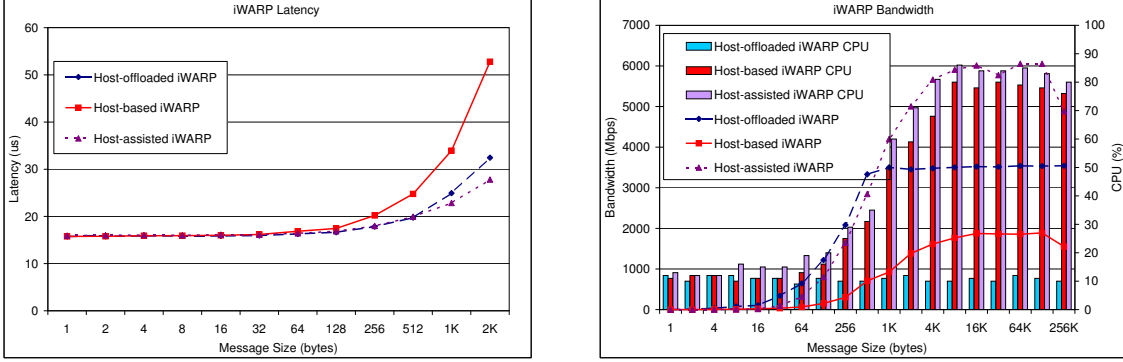 iWARP Latency
60
50
40
30
20
10
0
Latency (us)
Host-offloaded iWARP
Host-based iWARP
Host-assisted iWARP
1 2 4 8 16 32 64 128 256 512 1K 2K
Message Size (bytes)
iWARP Bandwidth
7000
6000
5000
4000
3000
2000
1000
0
Bandwidth (Mbps)
Host-offloaded iWARP CPU
Host-based iWARP CPU
Host-assisted iWARP CPU
Host-offloaded iWARP
Host-based iWARP
Host-assisted iWARP
100
90
80
70
60
50
40
30
20
10
0
CPU (%)
1 4 16 64 256 1K 4K 16K 64K 256K
Message Size (bytes)